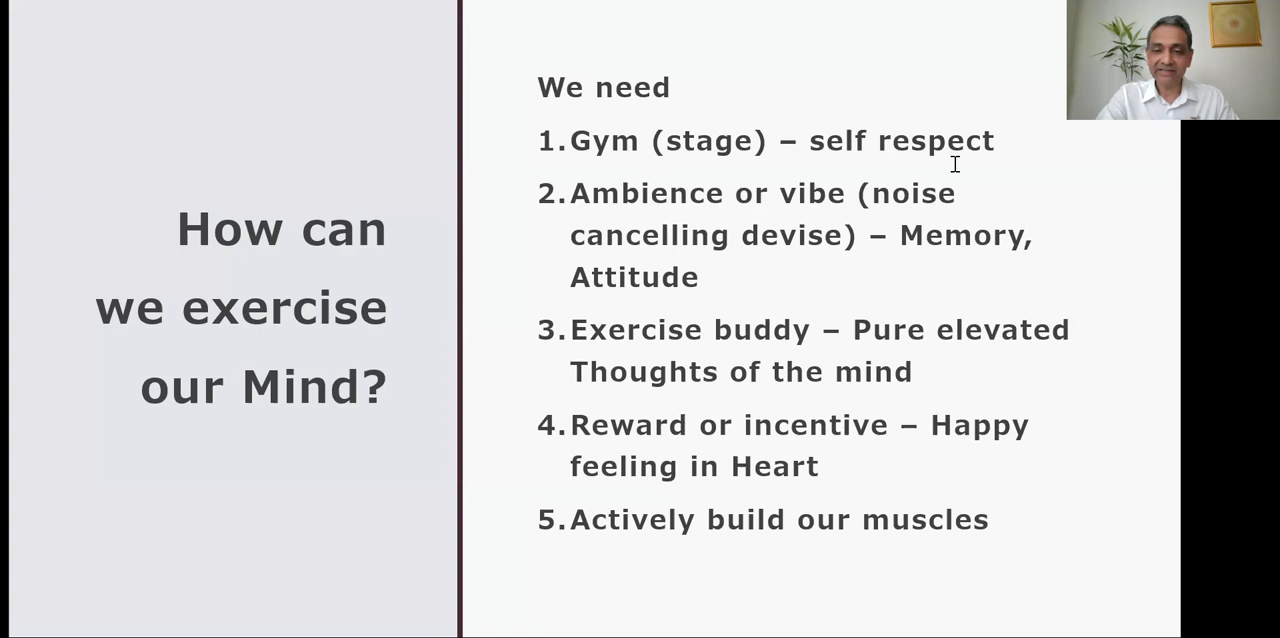 How can
we exercise
our Mind?
We need
1. Gym (stage) – self respect
2. Ambience or vibe (noise
cancelling devise) – Memory,
Attitude
3. Exercise buddy – Pure elevated
Thoughts of the mind
4. Reward or incentive – Happy
feeling in Heart
5. Actively build our muscles